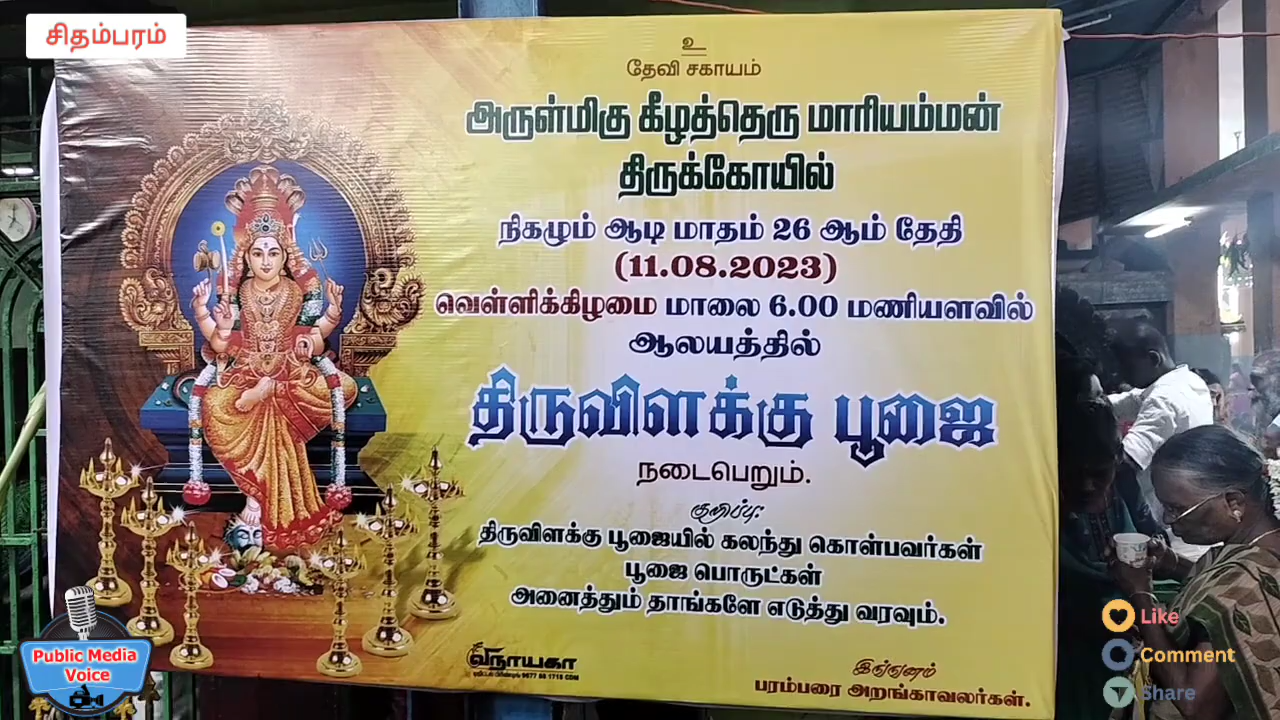 சிதம்பரம்
உ
தேவி சகாயம்
அருள்மிகு கீழத்தெரு மாரியம்மன்
திருக்கோயில்
நிகழும் ஆடி மாதம் 26 ஆம் தேதி
(11.08.2023)
வெள்ளிக்கிழமை மாலை 6.00 மணியளவில்
ஆலயத்தில்
திருவிளக்கு பூஜை
நடைபெறும்.
குறிப்பு:
திருவிளக்கு பூஜையில் கலந்து கொள்பவர்கள்
பூஜை பொருட்கள்
அனைத்தும் தாங்களே எடுத்து வரவும்.
இங்ஙனம்
பரம்பரை அறங்காவலர்கள்.
விநாயகா
Public Media
Voice
Like
Comment
Share